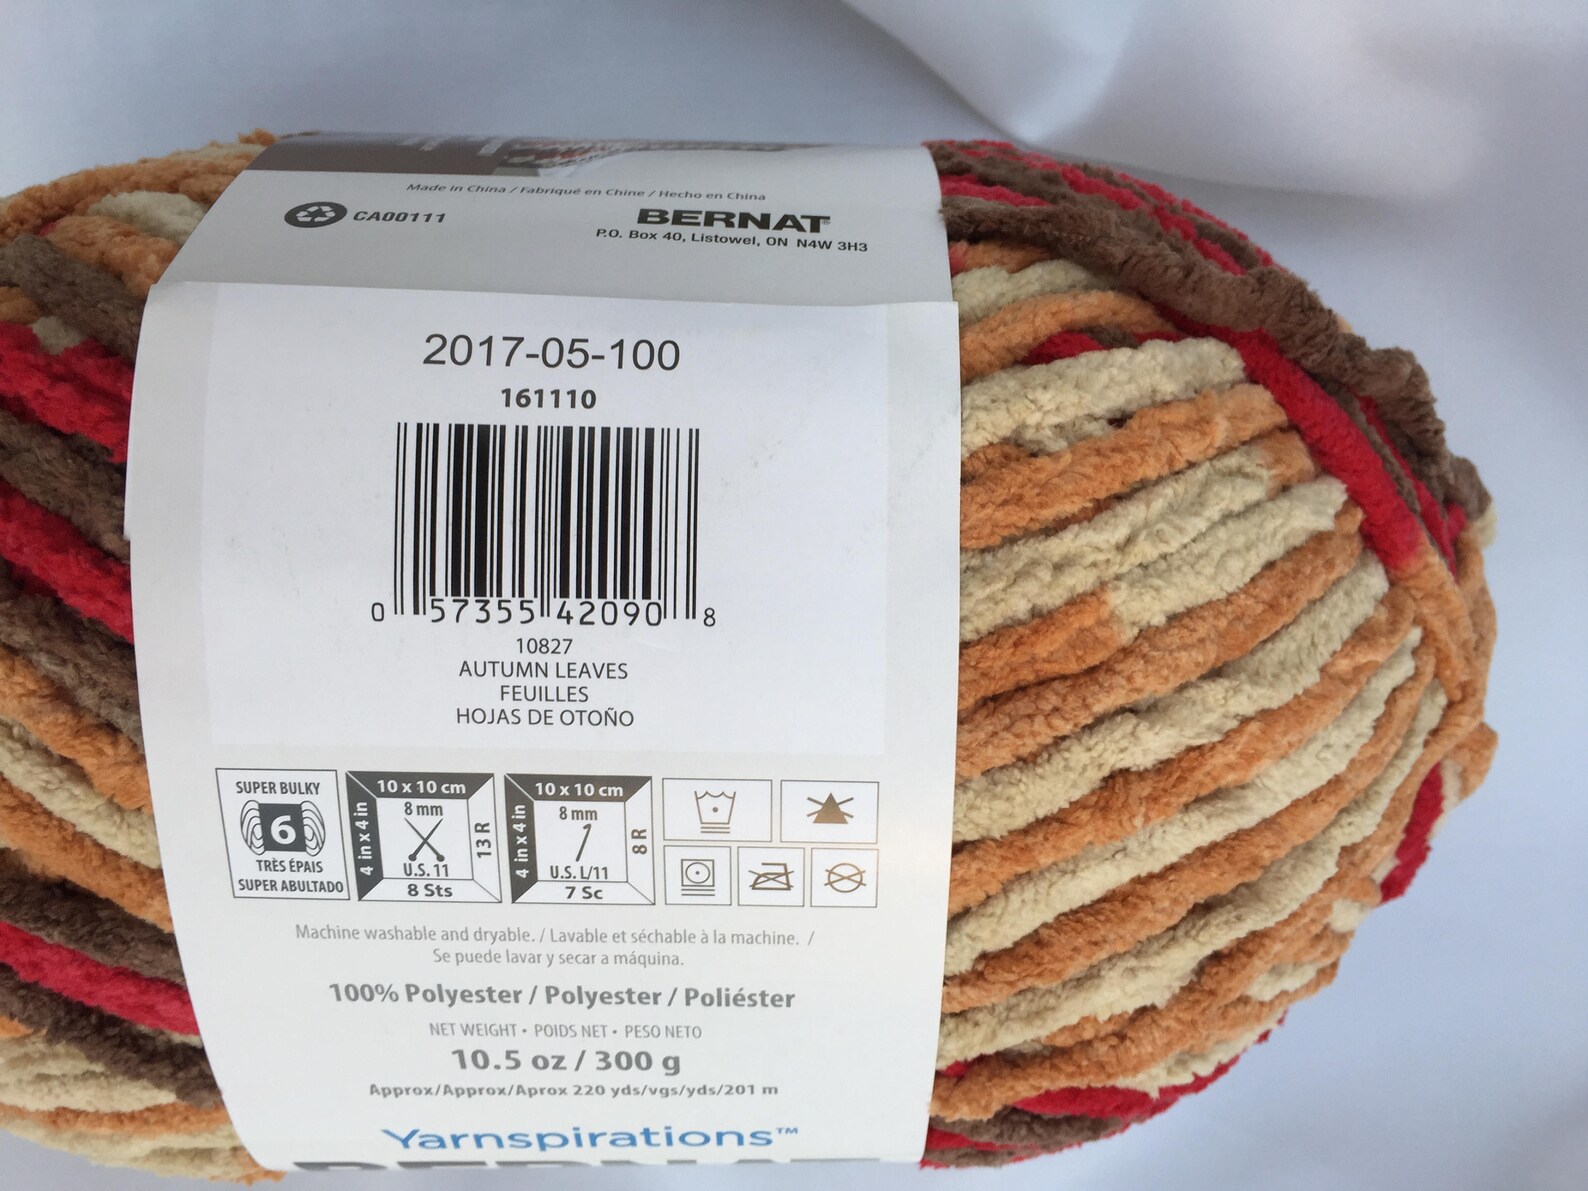 Made in China / Fabriqué en Chine / Hecho en China
CA00111
BERNAT
P.O. Box 40, Listowel, ON N4W 3H3
2017-05-100
161110
0 57355 42090 8
10827
AUTUMN LEAVES
FEUILLES
HOJAS DE OTOÑO
SUPER BULKY
6
TRÈS ÉPAIS
SUPER ABULTADO
10 x 10 cm
4 in x 4 in
8 mm
U.S. 11
13 R
8 Sts
10 x 10 cm
4 in x 4 in
8 mm
U.S. L/11
8 R
7 Sc
Machine washable and dryable. / Lavable et séchable à la machine. /
Se puede lavar y secar a máquina.
100% Polyester / Polyester / Poliéster
NET WEIGHT • POIDS NET • PESO NETO
10.5 oz / 300 g
Approx/Approx/Aprox 220 yds/vgs/yds/201 m
Yarnspirations™